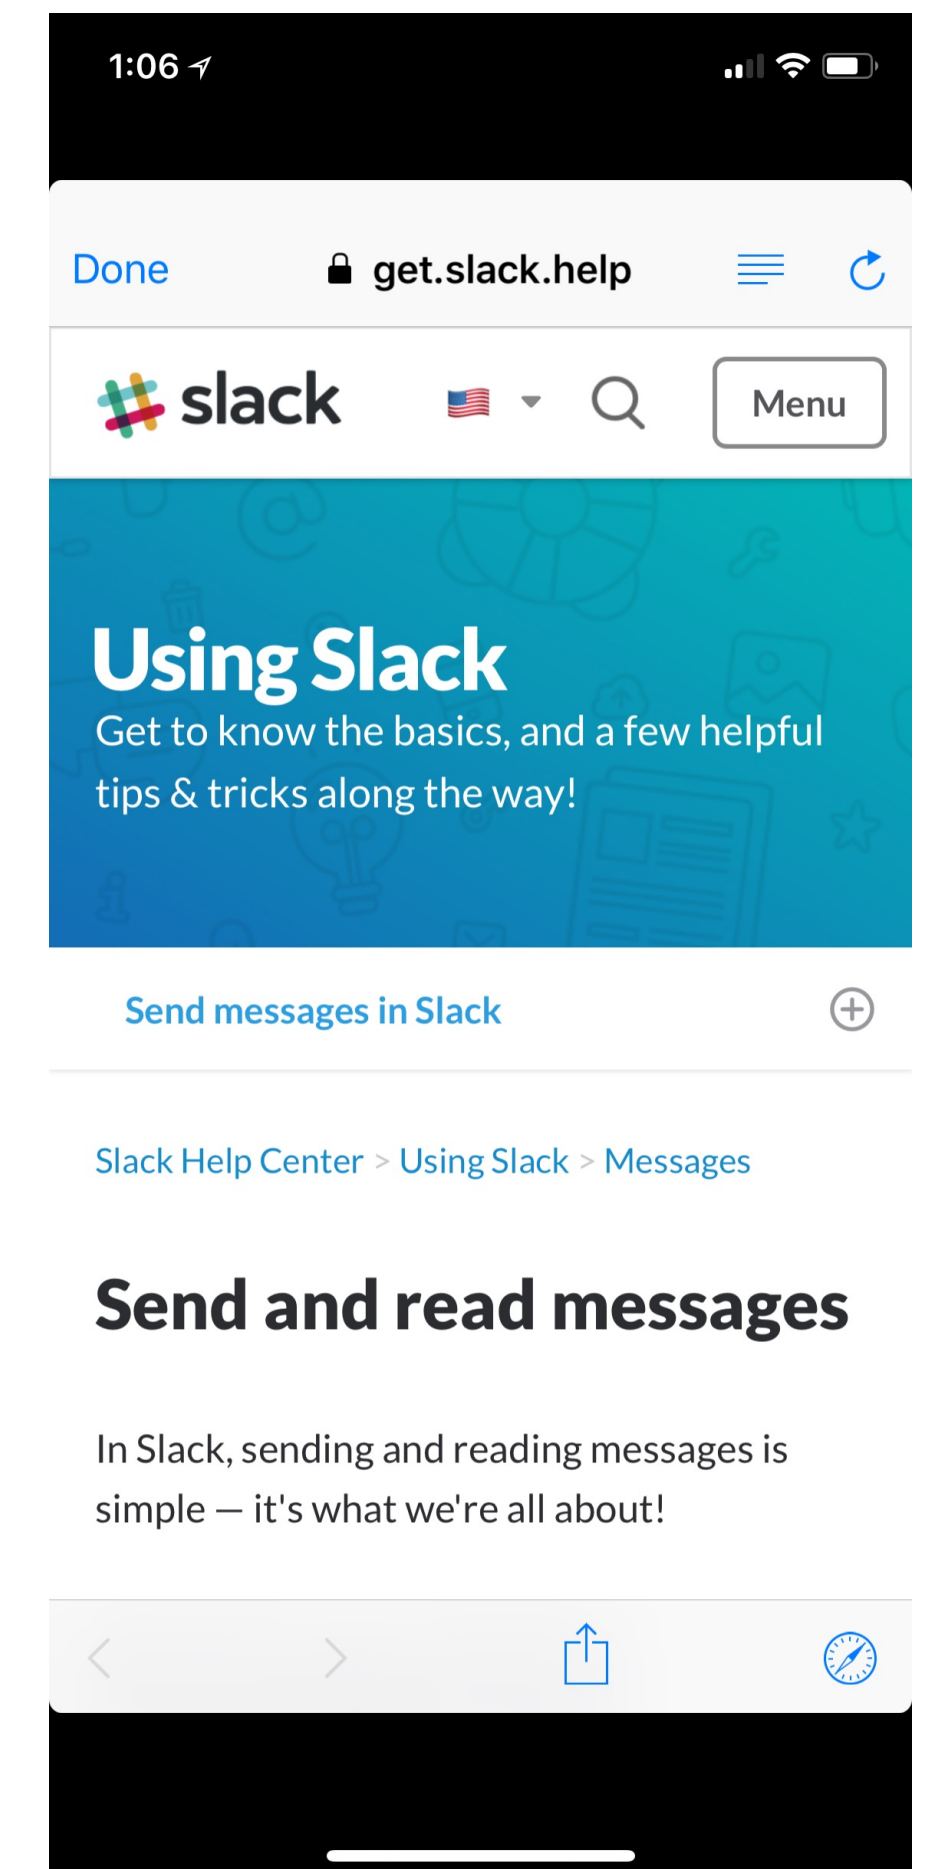 1:06
Done get.slack.help
slack Menu
Using Slack
Get to know the basics, and a few helpful
tips & tricks along the way!
Send messages in Slack
Slack Help Center > Using Slack > Messages
Send and read messages
In Slack, sending and reading messages is
simple — it's what we're all about!